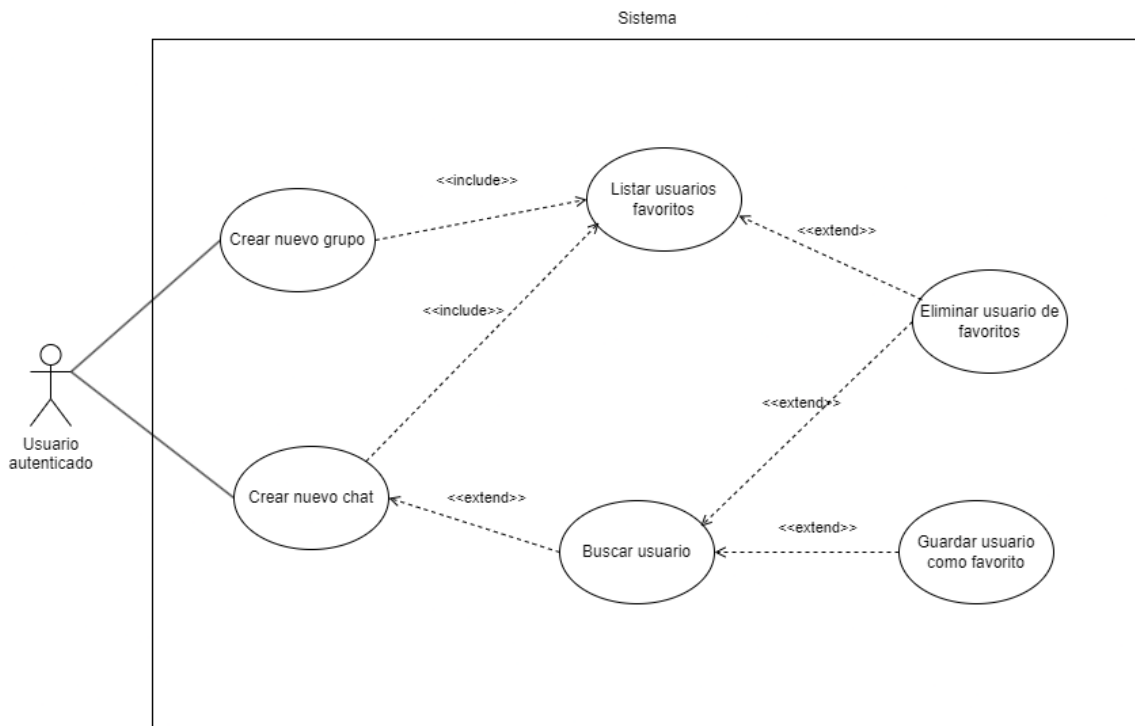 Sistema
<<include>>
Listar usuarios
favoritos
Crear nuevo grupo
<<extend>>
<<include>>
Eliminar usuario de
favoritos
<<extend>>
Usuario
autenticado
Crear nuevo chat
<<extend>>
Buscar usuario
<<extend>>
Guardar usuario
como favorito